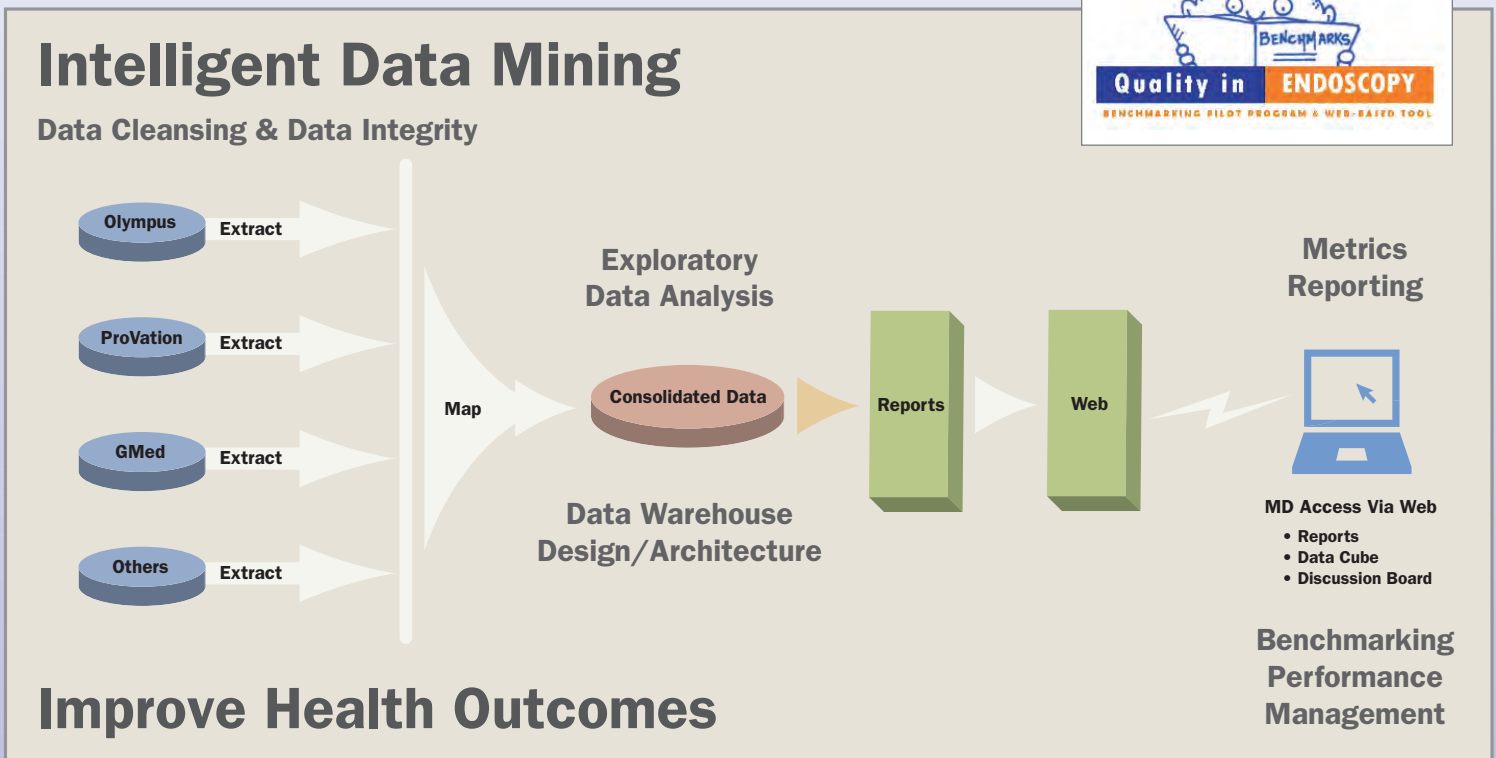 Intelligent Data Mining
Data Cleansing & Data Integrity
BENCHMARKS
Quality in ENDOSCOPY
BENCHMARKING PILOT PROGRAM & WEB-BASED TOOL
Olympus
Extract
ProVation
Extract
GMed
Extract
Others
Extract
Map
Exploratory
Data Analysis
Consolidated Data
Data Warehouse
Design/Architecture
Reports
Web
Metrics
Reporting
MD Access Via Web
• Reports
• Data Cube
• Discussion Board
Benchmarking
Performance
Management
Improve Health Outcomes